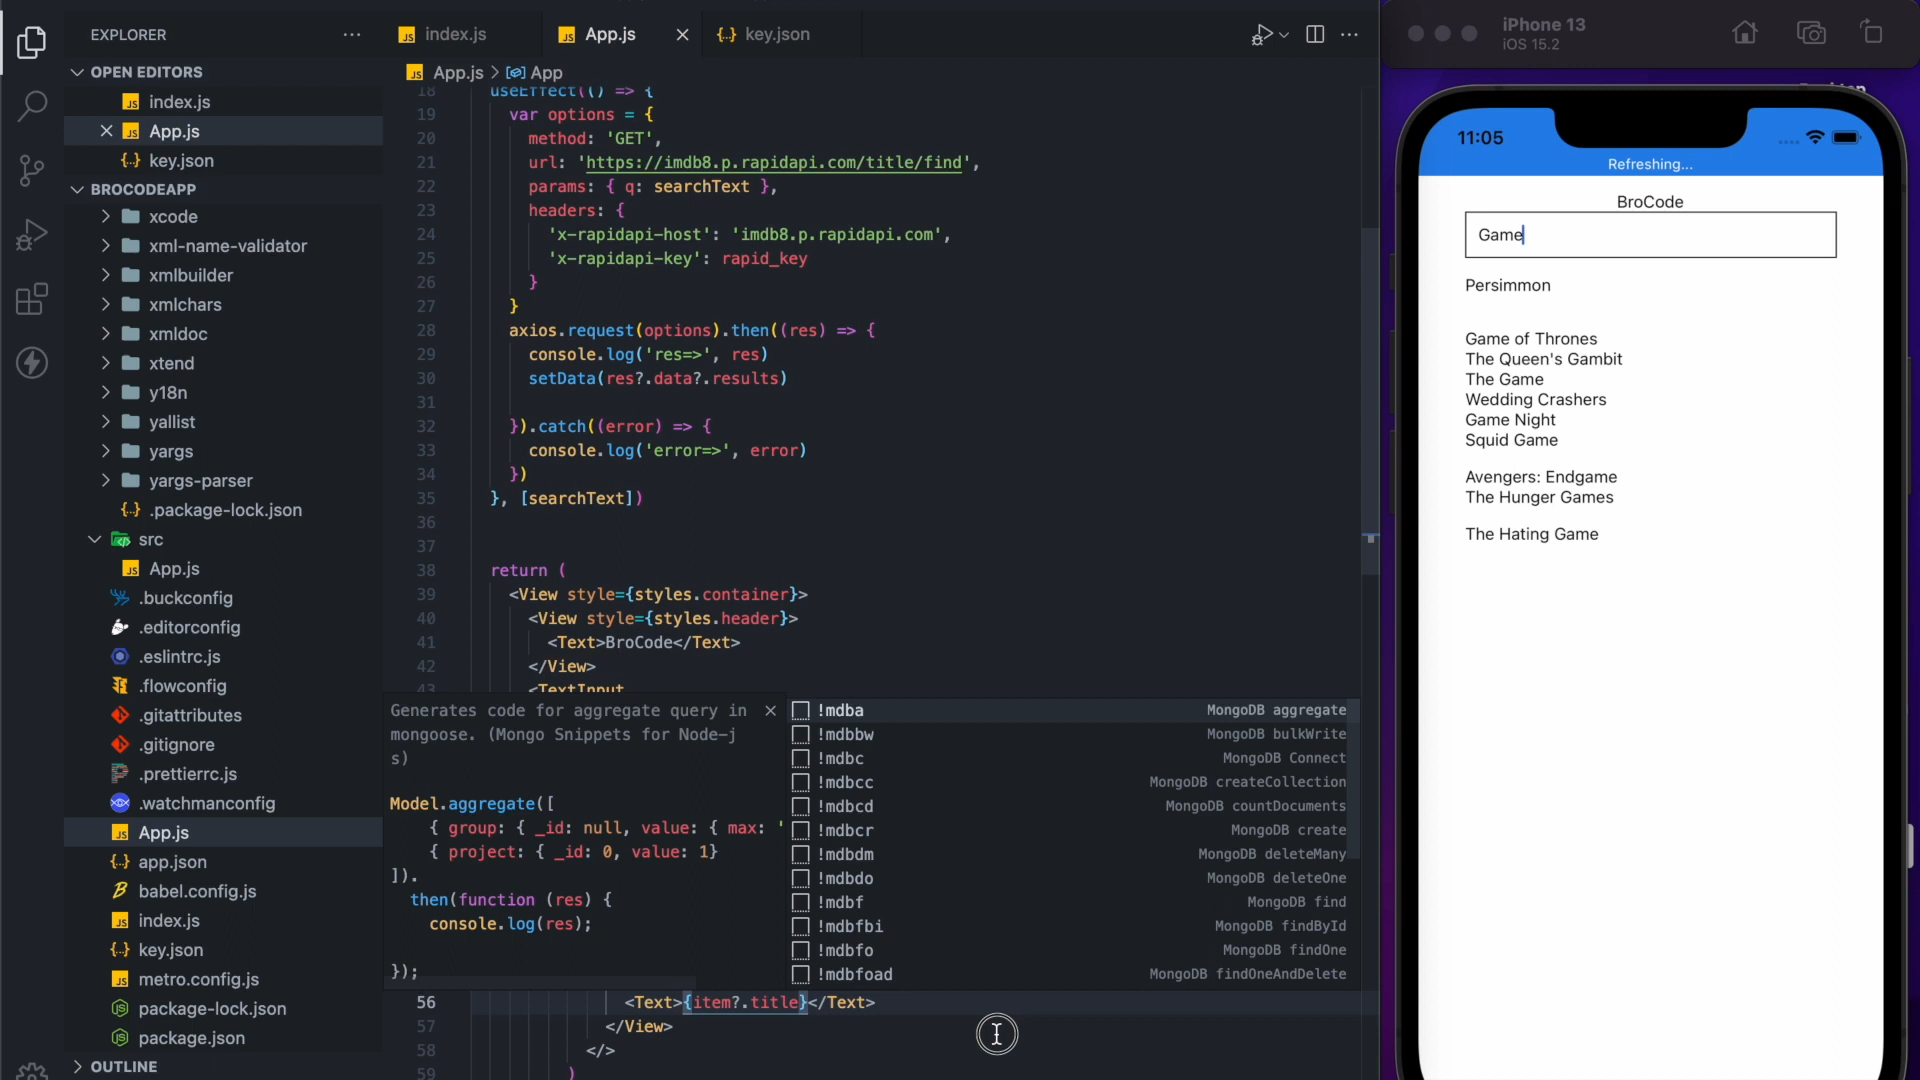 EXPLORER
OPEN EDITORS
index.js
App.js
key.json
BROCODEAPP
xcode
xml-name-validator
xmlbuilder
xmlchars
xmldoc
xtend
y18n
yallist
yargs
yargs-parser
.package-lock.json
src
App.js
.buckconfig
.editorconfig
.eslintrc.js
.flowconfig
.gitattributes
.gitignore
.prettierrc.js
.watchmanconfig
App.js
app.json
babel.config.js
index.js
key.json
metro.config.js
package-lock.json
package.json
OUTLINE
index.js App.js key.json
App.js > App
18 useEffect(() => {
19 var options = {
20 method: 'GET',
21 url: 'https://imdb8.p.rapidapi.com/title/find',
22 params: { q: searchText },
23 headers: {
24 'x-rapidapi-host': 'imdb8.p.rapidapi.com',
25 'x-rapidapi-key': rapid_key
26 }
27 }
28 axios.request(options).then((res) => {
29 console.log('res=>', res)
30 setData(res?.data?.results)
31
32 }).catch((error) => {
33 console.log('error=>', error)
34 })
35 }, [searchText])
36
37
38 return (
39 <View style={styles.container}>
40 <View style={styles.header}>
41 <Text>BroCode</Text>
42 </View>
43 <TextInput
Generates code for aggregate query in
mongoose. (Mongo Snippets for Node-j
s)
Model.aggregate([
{ group: { _id: null, value: { max: '
{ project: { _id: 0, value: 1}
]).
then(function (res) {
console.log(res);
});
!mdba MongoDB aggregate
!mdbbw MongoDB bulkWrite
!mdbc MongoDB Connect
!mdbcc MongoDB createCollection
!mdbcd MongoDB countDocuments
!mdbcr MongoDB create
!mdbdm MongoDB deleteMany
!mdbdo MongoDB deleteOne
!mdbf MongoDB find
!mdbfbi MongoDB findById
!mdbfo MongoDB findOne
!mdbfoad MongoDB findOneAndDelete
56 <Text>{item?.title}</Text>
57 </View>
58 </>
59 )
iPhone 13
iOS 15.2
11:05
Refreshing...
BroCode
Game
Persimmon
Game of Thrones
The Queen's Gambit
The Game
Wedding Crashers
Game Night
Squid Game
Avengers: Endgame
The Hunger Games
The Hating Game